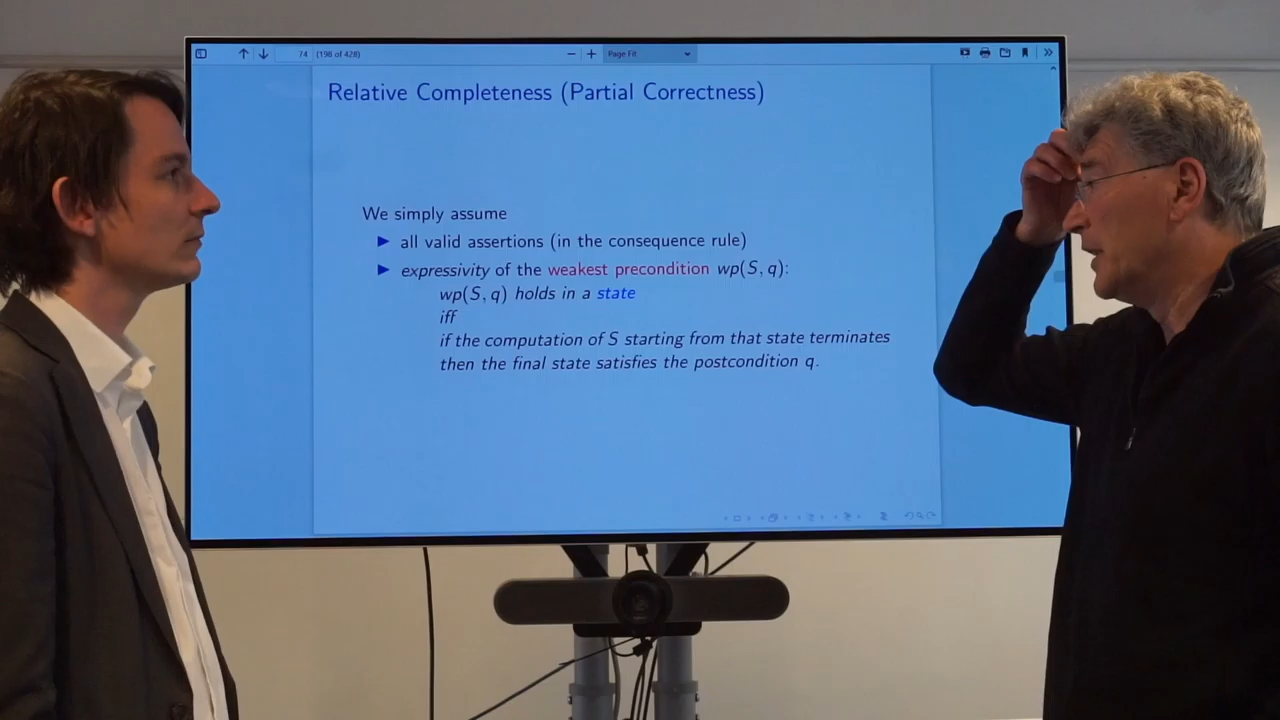 74 (198 of 428)
Page Fit
Relative Completeness (Partial Correctness)
We simply assume
all valid assertions (in the consequence rule)
expressivity of the weakest precondition wp(S, q):
wp(S, q) holds in a state
iff
if the computation of S starting from that state terminates
then the final state satisfies the postcondition q.